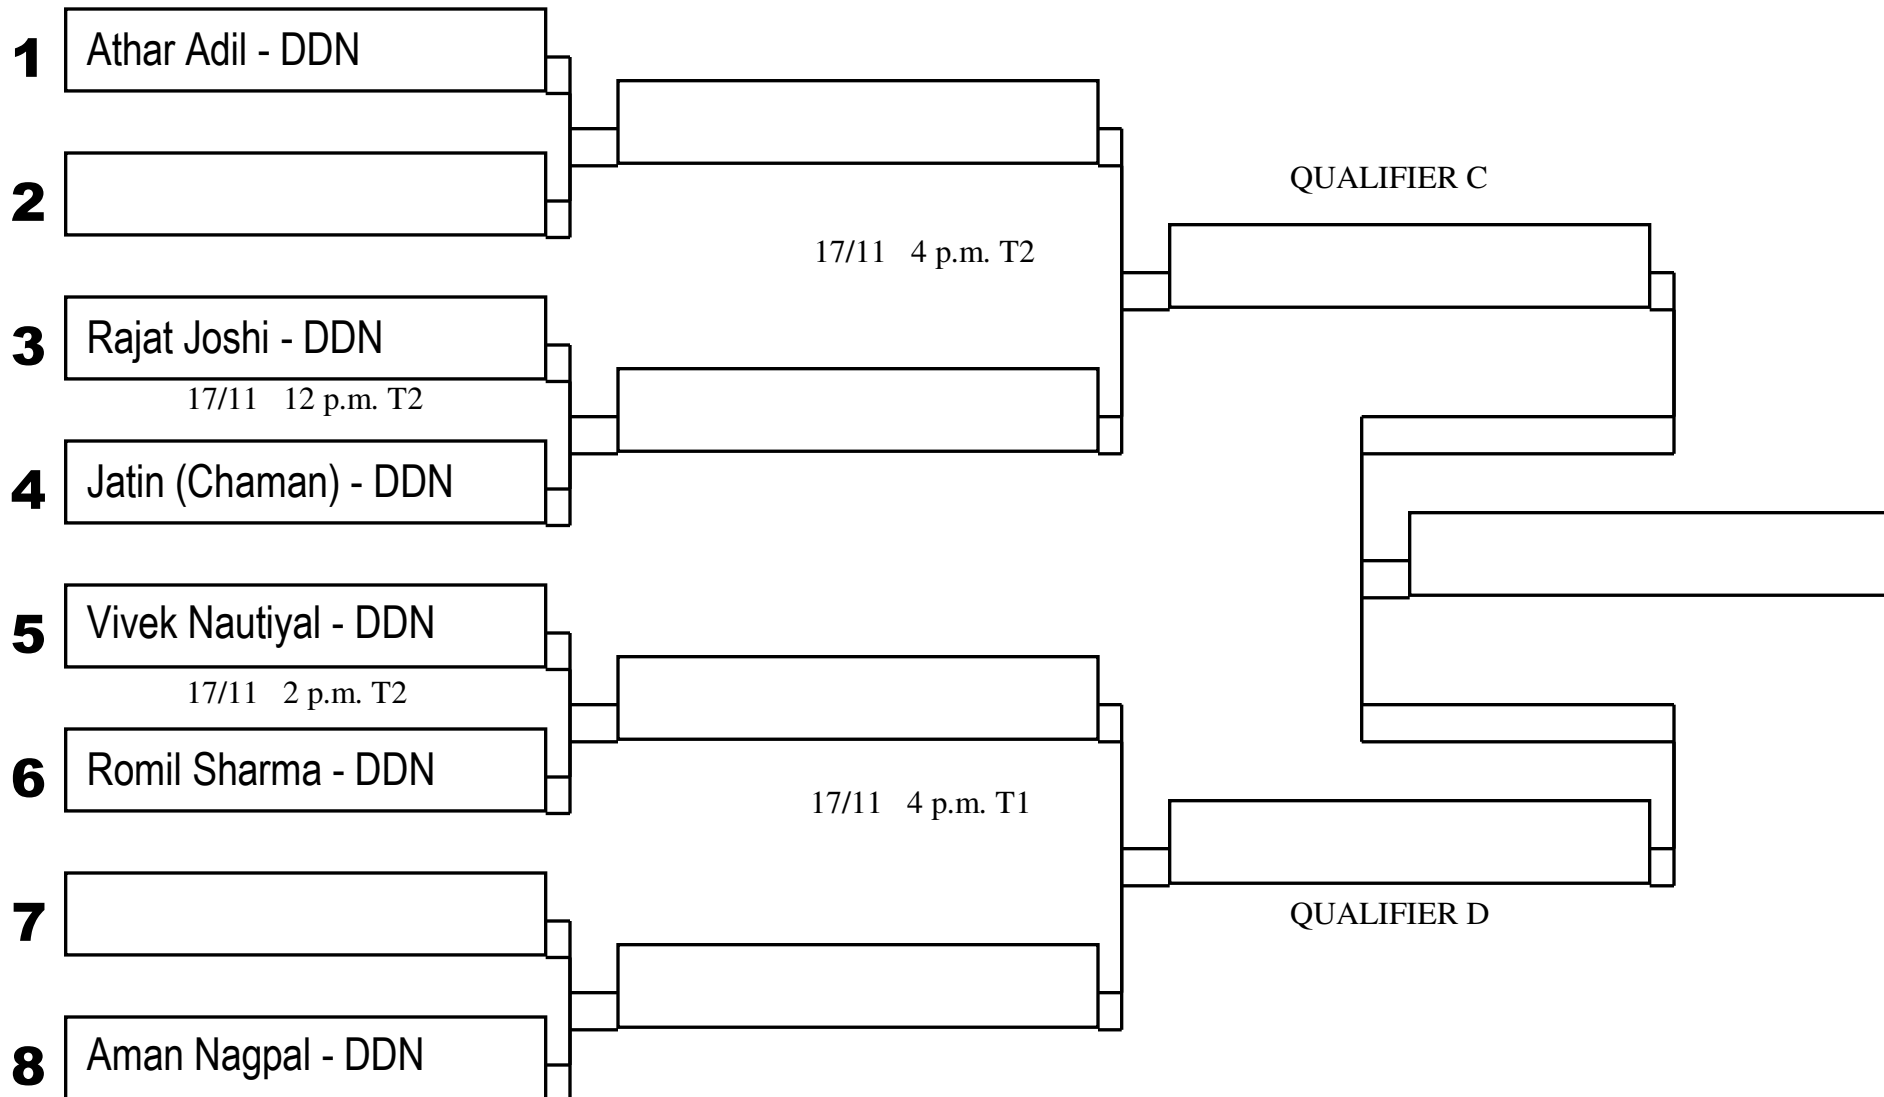 1 Athar Adil - DDN
2
3 Rajat Joshi - DDN
17/11 12 p.m. T2
4 Jatin (Chaman) - DDN
17/11 4 p.m. T2
QUALIFIER C
5 Vivek Nautiyal - DDN
17/11 2 p.m. T2
6 Romil Sharma - DDN
7
8 Aman Nagpal - DDN
17/11 4 p.m. T1
QUALIFIER D